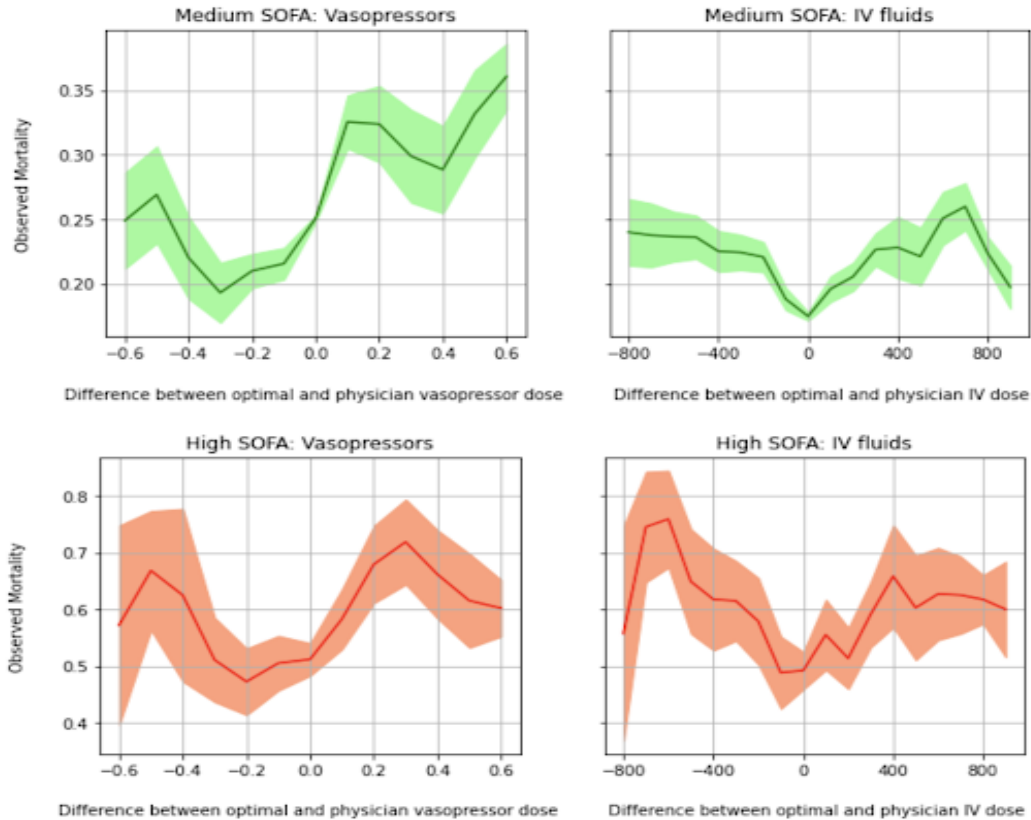 Medium SOFA: Vasopressors
Medium SOFA: IV fluids
Observed Mortality
0.35
0.30
0.25
0.20
−0.6 −0.4 −0.2 0.0 0.2 0.4 0.6
−800 −400 0 400 800
Difference between optimal and physician vasopressor dose
Difference between optimal and physician IV dose
High SOFA: Vasopressors
High SOFA: IV fluids
Observed Mortality
0.8
0.7
0.6
0.5
0.4
−0.6 −0.4 −0.2 0.0 0.2 0.4 0.6
−800 −400 0 400 800
Difference between optimal and physician vasopressor dose
Difference between optimal and physician IV dose